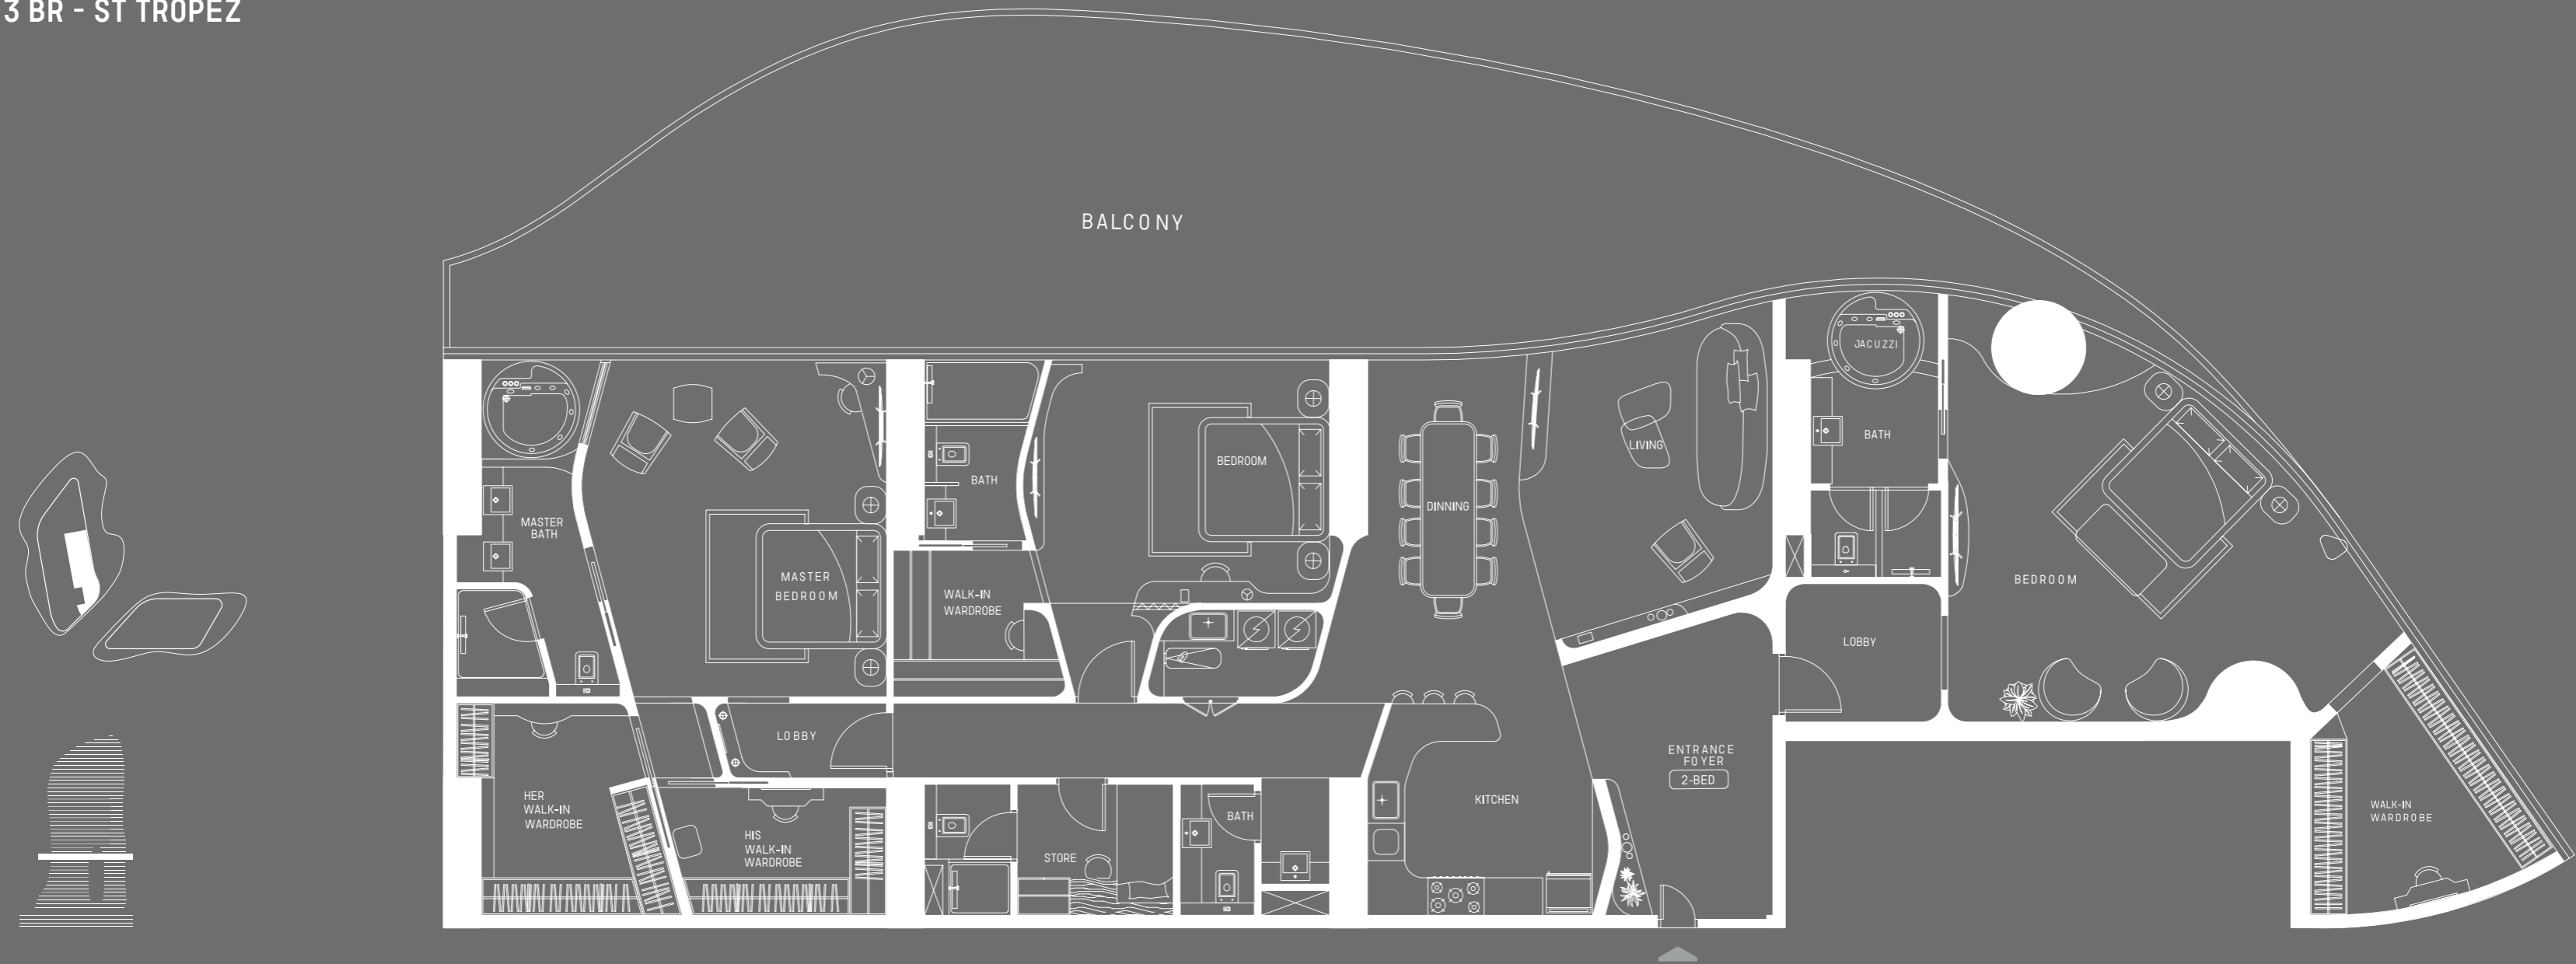 3 BR - ST TROPEZ
BALCONY
JACUZZI
BATH
LIVING
BEDROOM
BATH
DINNING
MASTER
BATH
MASTER
BEDROOM
WALK-IN
WARDROBE
BEDROOM
LOBBY
LOBBY
ENTRANCE
FOYER
2-BED
HER
WALK-IN
WARDROBE
HIS
WALK-IN
WARDROBE
STORE
BATH
KITCHEN
WALK-IN
WARDROBE